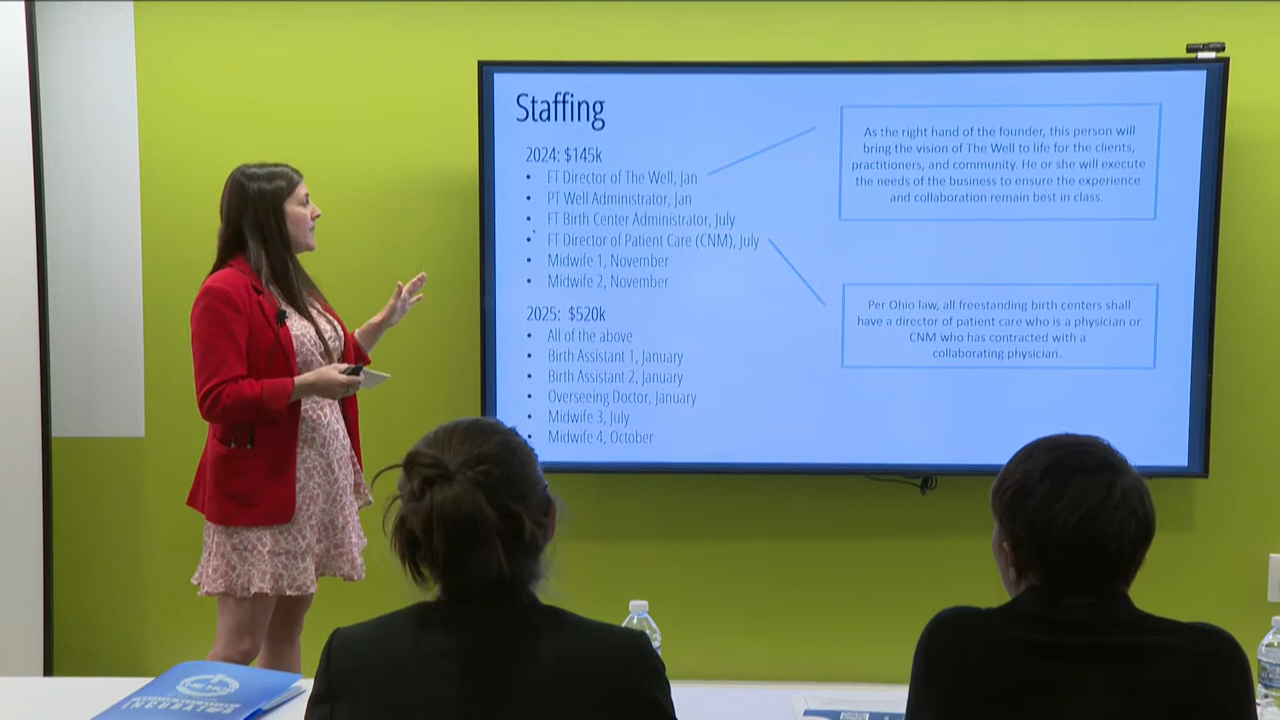 Staffing
2024: $145k
• FT Director of The Well, Jan
• PT Well Administrator, Jan
• FT Birth Center Administrator, July
• FT Director of Patient Care (CNM), July
• Midwife 1, November
• Midwife 2, November
2025: $520k
• All of the above
• Birth Assistant 1, January
• Birth Assistant 2, January
• Overseeing Doctor, January
• Midwife 3, July
• Midwife 4, October
As the right hand of the founder, this person will
bring the vision of The Well to life for the clients,
practitioners, and community. He or she will execute
the needs of the business to ensure the experience
and collaboration remain best in class.
Per Ohio law, all freestanding birth centers shall
have a director of patient care who is a physician or
CNM who has contracted with a
collaborating physician.
INCUBATOR